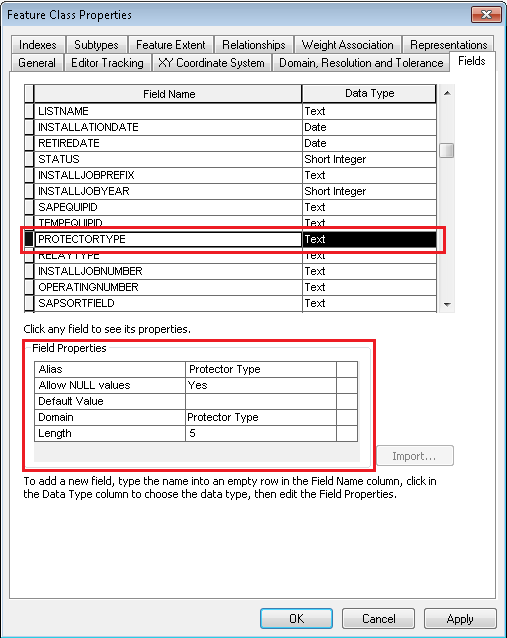 Feature Class Properties
Indexes Subtypes Feature Extent Relationships Weight Association Representations
General Editor Tracking XY Coordinate System Domain, Resolution and Tolerance Fields
Field Name Data Type
LISTNAME Text
INSTALLATIONDATE Date
RETIREDATE Date
STATUS Short Integer
INSTALLJOBPREFIX Text
INSTALLJOBYEAR Short Integer
SAPEQUIPID Text
TEMPEQUIPID Text
PROTECTORTYPE Text
RELAYTYPE Text
INSTALLJOBNUMBER Text
OPERATINGNUMBER Text
SAPSORTFIELD Text
Click any field to see its properties.
Field Properties
Alias Protector Type
Allow NULL values Yes
Default Value
Domain Protector Type
Length 5
Import...
To add a new field, type the name into an empty row in the Field Name column, click in
the Data Type column to choose the data type, then edit the Field Properties.
OK Cancel Apply